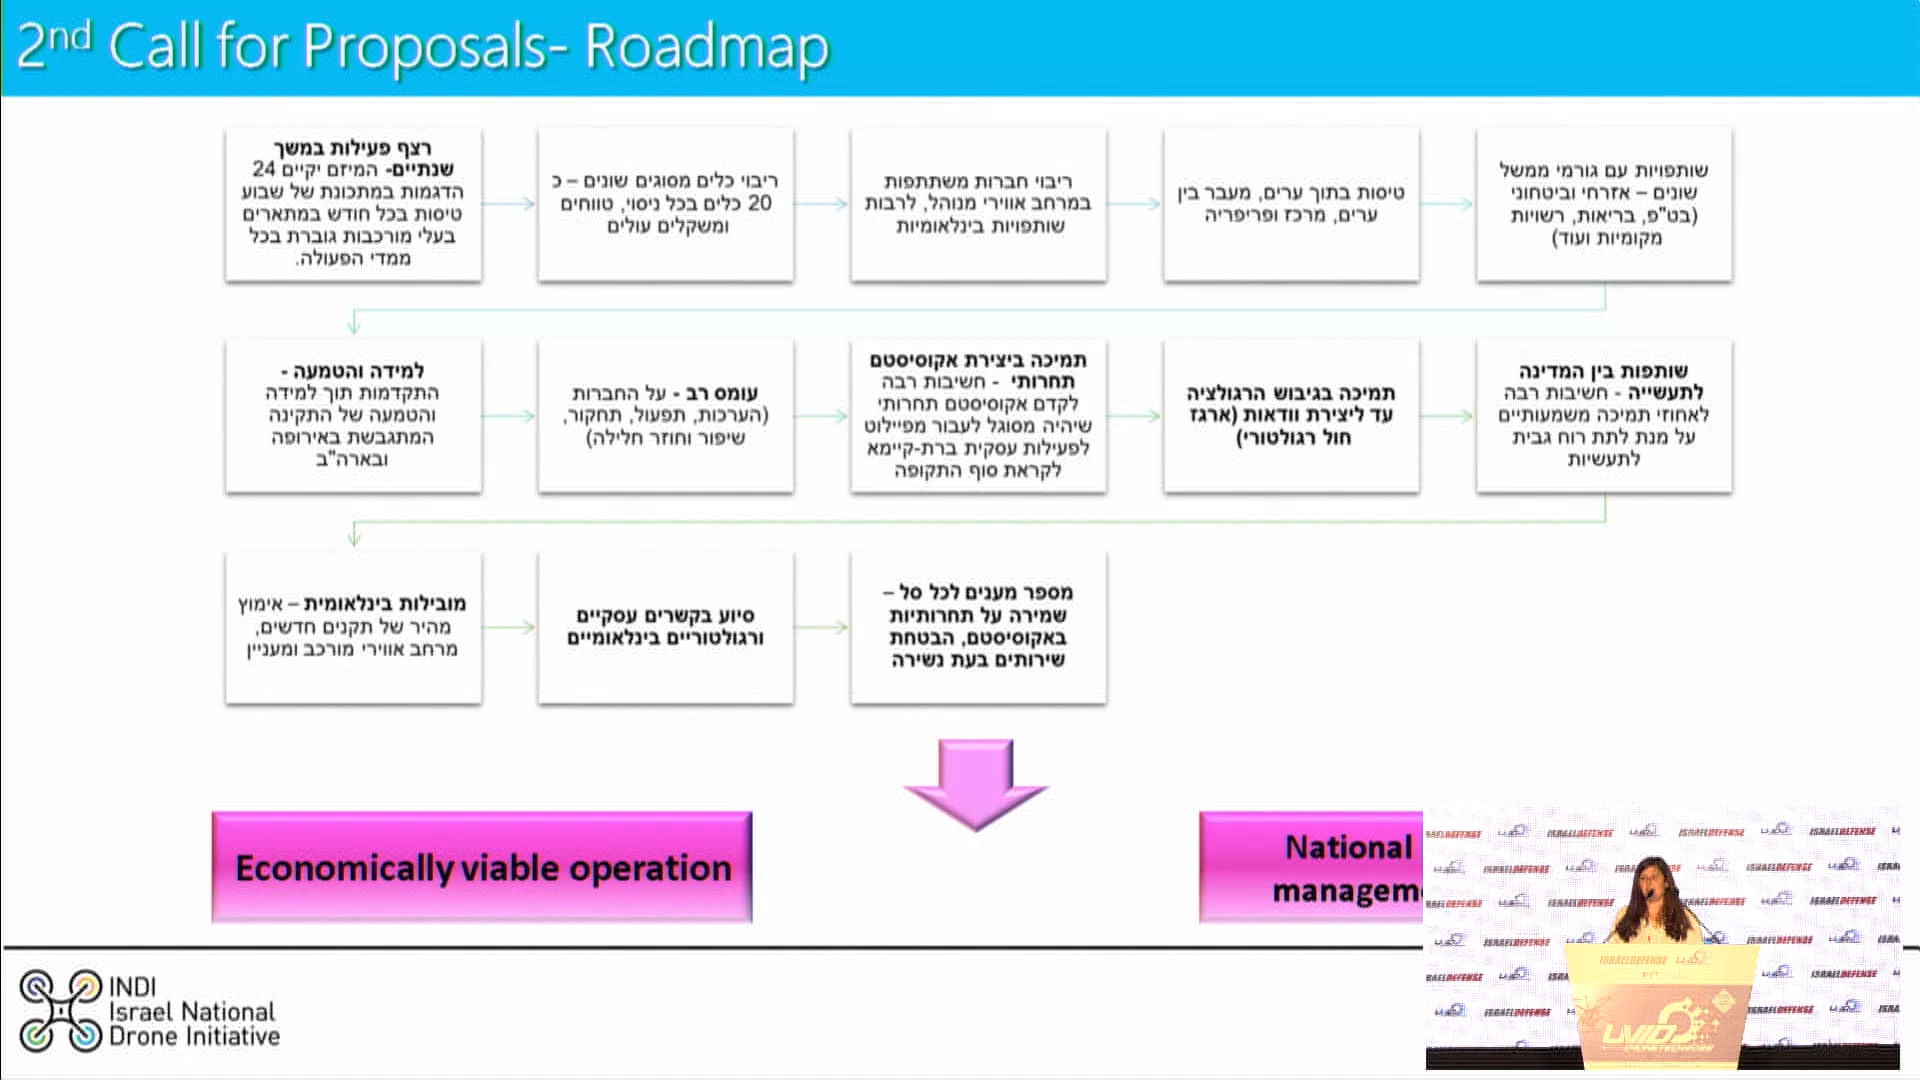 2nd Call for Proposals- Roadmap
רצף פעילות במשך
שנתיים- המיזם יקיים 24
הדגמות במתכונת של שבוע
טיסות בכל חודש במתארים
בעלי מורכבות גוברת בכל
ממדי הפעולה.
ריבוי כלים מסוגים שונים – כ
20 כלים בכל ניסוי, טווחים
ומשקלים עולים
ריבוי חברות משתתפות
במרחב אווירי מנוהל, לרבות
שותפויות בינלאומיות
טיסות בתוך ערים, מעבר בין
ערים, מרכז ופריפריה
שותפויות עם גורמי ממשל
שונים – אזרחי וביטחוני
(בט"פ, בריאות, רשויות
מקומיות ועוד)
למידה והטמעה -
התקדמות תוך למידה
והטמעה של התקינה
המתגבשת באירופה
ובארה"ב
עומס רב - על החברות
(הערכות, תפעול, תחקור,
שיפור וחוזר חלילה)
תמיכה ביצירת אקוסיסטם
תחרותי - חשיבות רבה
לקדם אקוסיסטם תחרותי
שיהיה מסוגל לעבור מפיילוט
לפעילות עסקית ברת-קיימא
לקראת סוף התקופה
תמיכה בגיבוש הרגולציה
עד ליצירת וודאות (ארגז
חול רגולטורי)
שותפות בין המדינה
לתעשייה - חשיבות רבה
לאחוזי תמיכה משמעותיים
על מנת לתת רוח גבית
לתעשיות
מובילות בינלאומית – אימוץ
מהיר של תקנים חדשים,
מרחב אווירי מורכב ומעניין
סיוע בקשרים עסקיים
ורגולטוריים בינלאומיים
מספר מענים לכל סל –
שמירה על תחרותיות
באקוסיסטם, הבטחת
שירותים בעת נשירה
Economically viable operation
National
managem
INDI
Israel National
Drone Initiative
ISRAELDEFENSE
UVID